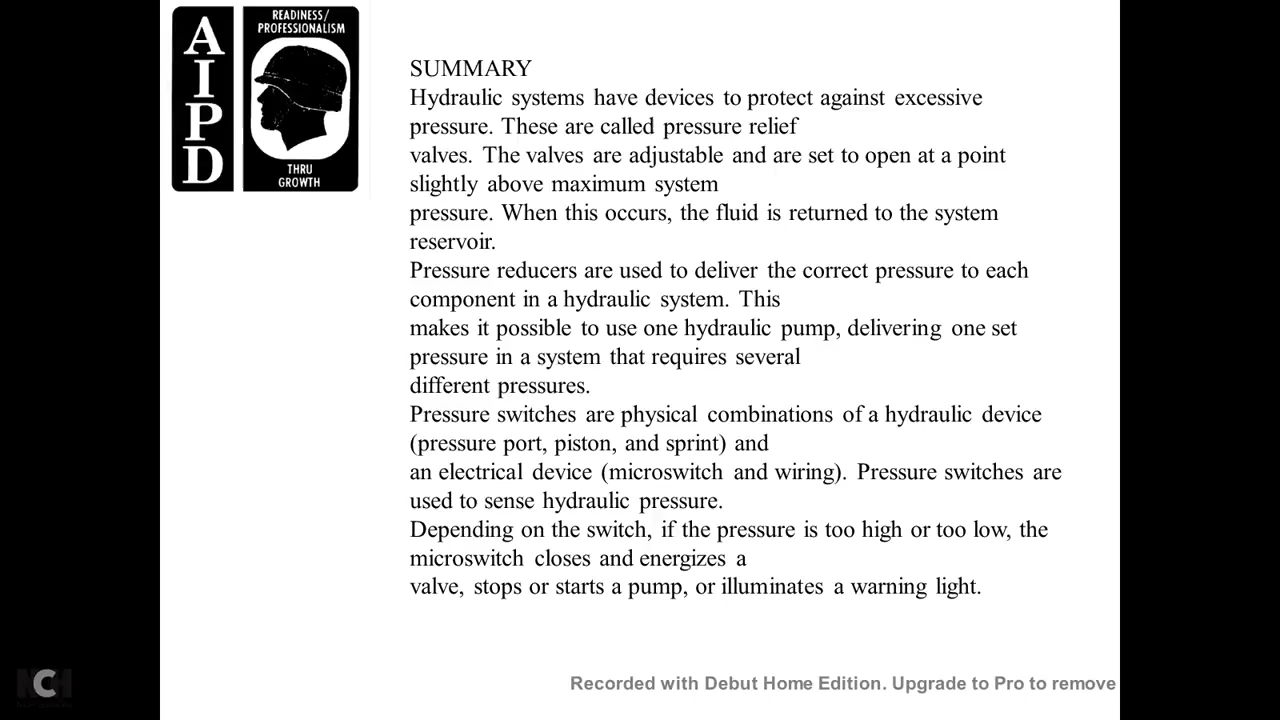 A
I
P
D
READINESS/
PROFESSIONALISM
THRU
GROWTH
SUMMARY
Hydraulic systems have devices to protect against excessive
pressure. These are called pressure relief
valves. The valves are adjustable and are set to open at a point
slightly above maximum system
pressure. When this occurs, the fluid is returned to the system
reservoir.
Pressure reducers are used to deliver the correct pressure to each
component in a hydraulic system. This
makes it possible to use one hydraulic pump, delivering one set
pressure in a system that requires several
different pressures.
Pressure switches are physical combinations of a hydraulic device
(pressure port, piston, and sprint) and
an electrical device (microswitch and wiring). Pressure switches are
used to sense hydraulic pressure.
Depending on the switch, if the pressure is too high or too low, the
microswitch closes and energizes a
valve, stops or starts a pump, or illuminates a warning light.
NCH
Recorded with Debut Home Edition. Upgrade to Pro to remove